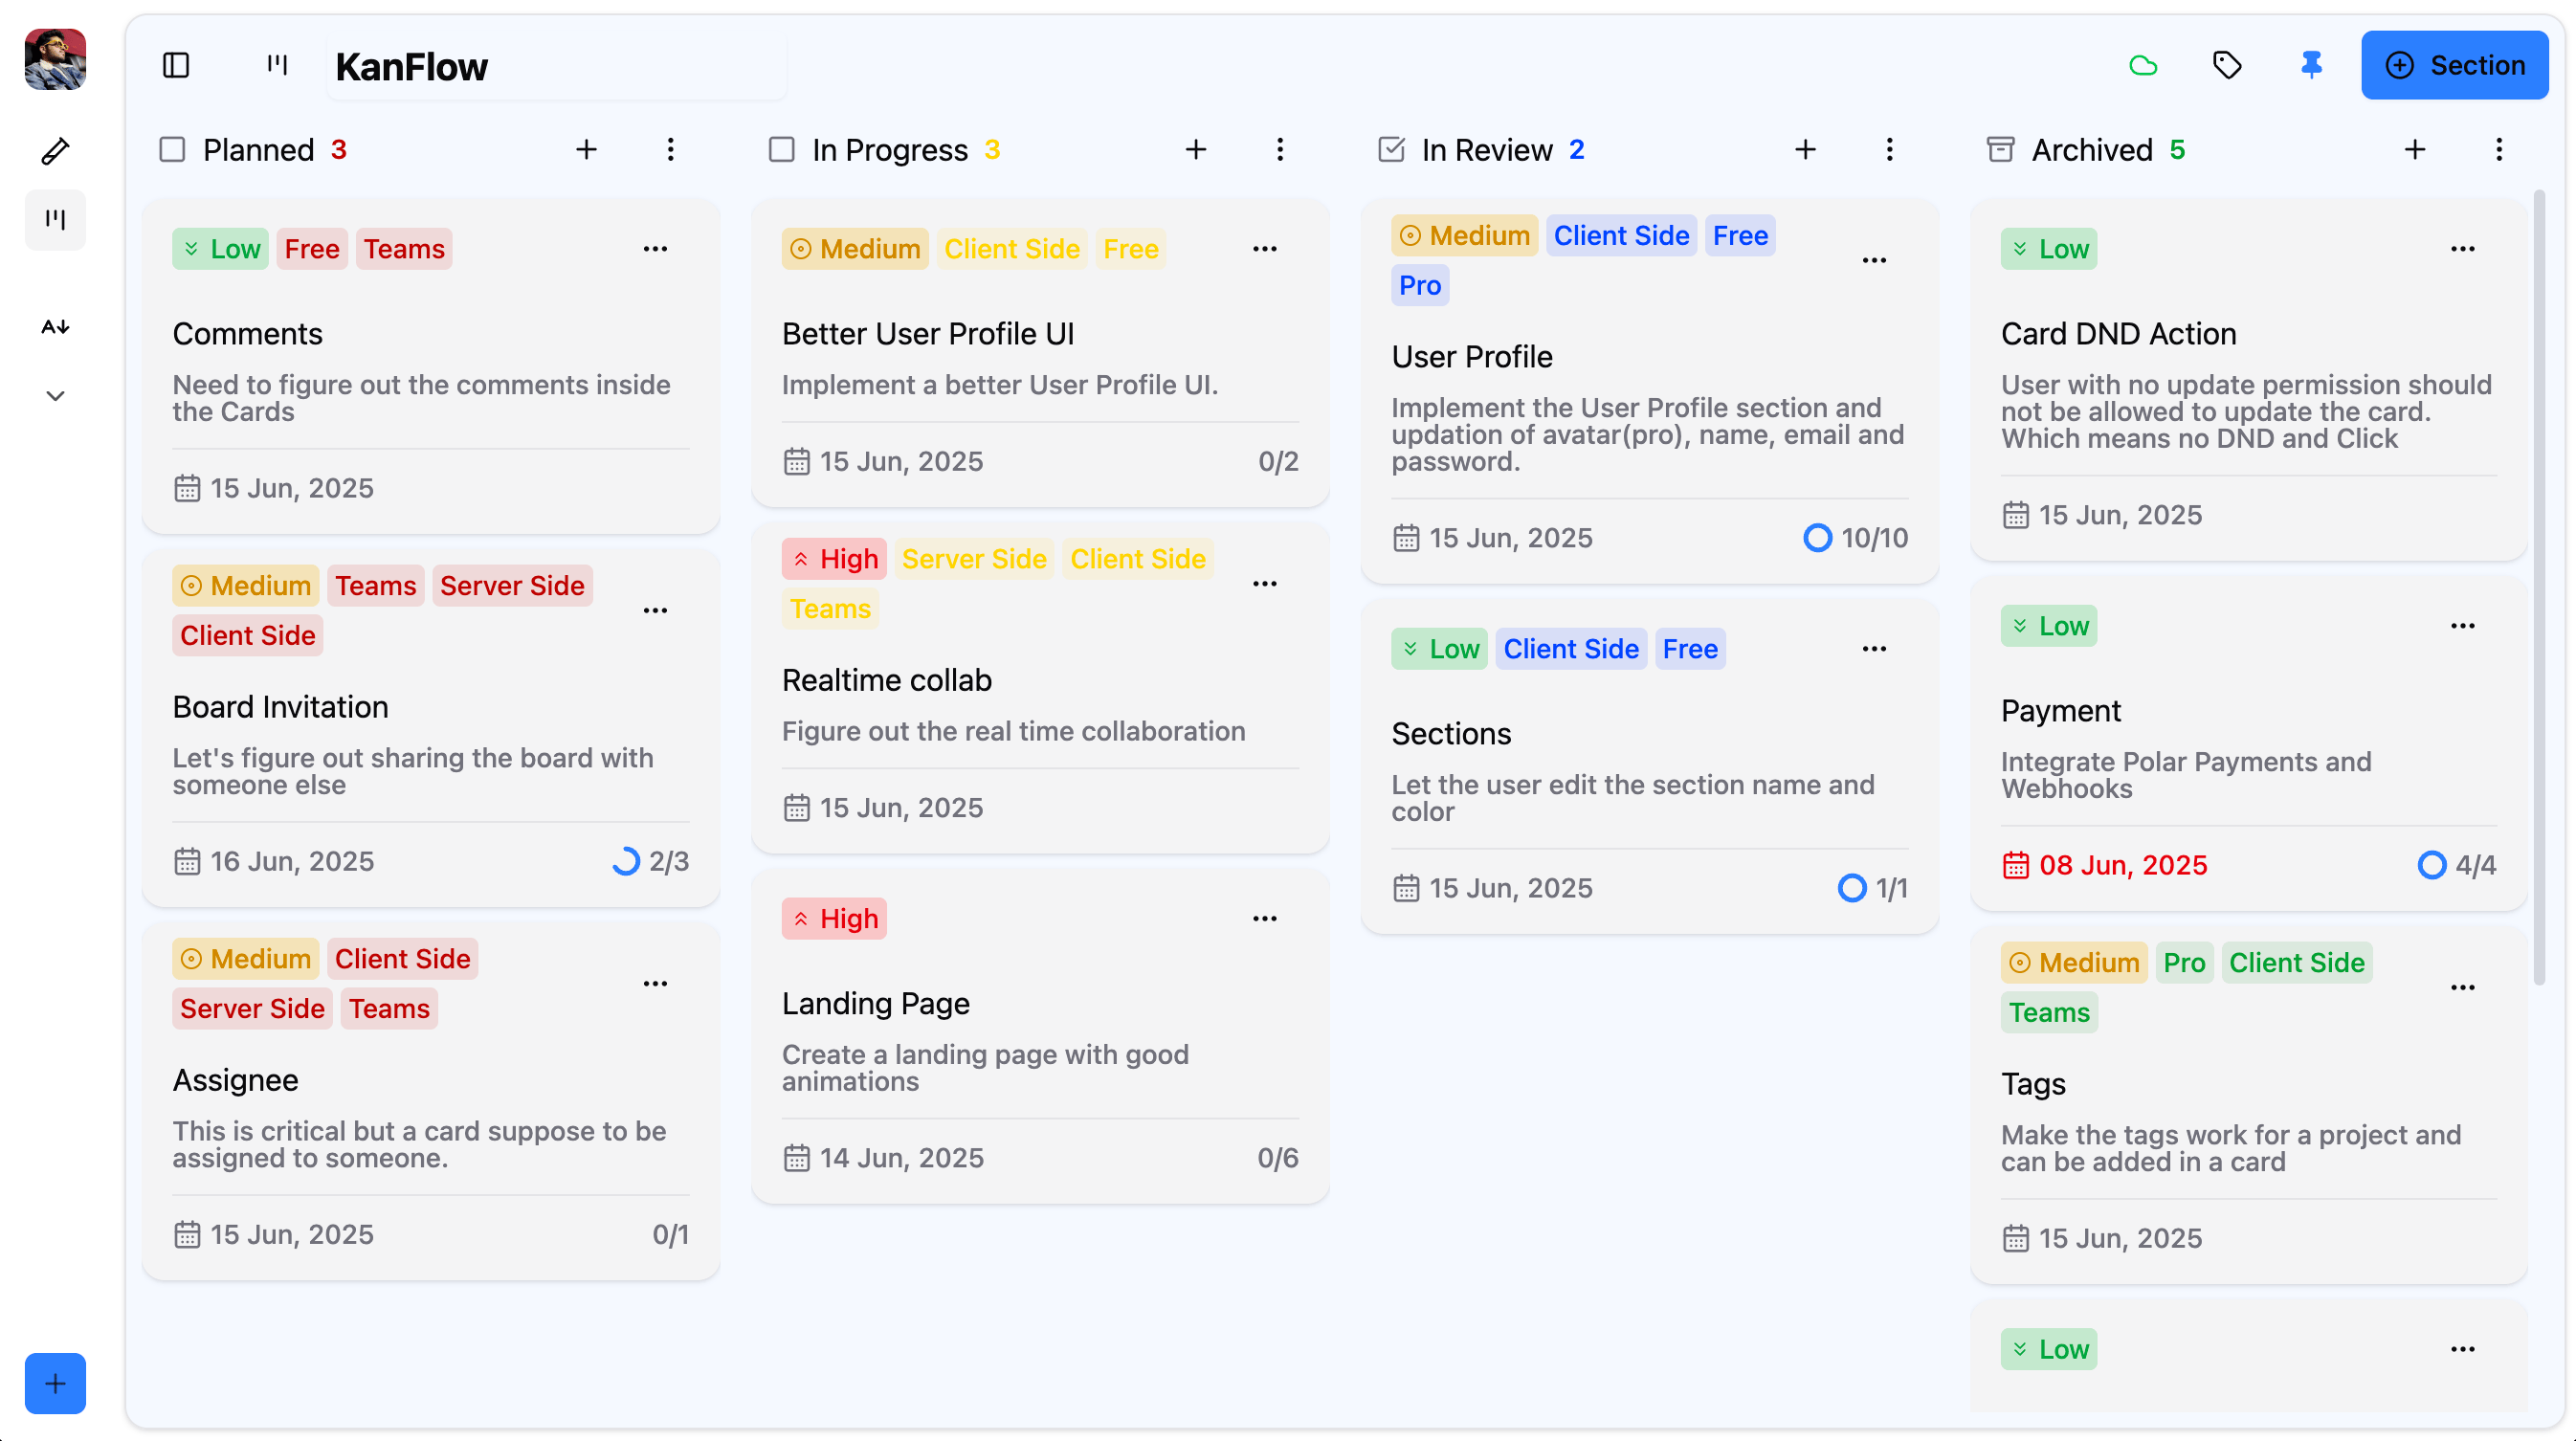 KanFlow
Section
Planned 3
Low Free Teams
Comments
Need to figure out the comments inside
the Cards
15 Jun, 2025
Medium Teams Server Side
Client Side
Board Invitation
Let's figure out sharing the board with
someone else
16 Jun, 2025 2/3
Medium Client Side
Server Side Teams
Assignee
This is critical but a card suppose to be
assigned to someone.
15 Jun, 2025 0/1
In Progress 3
Medium Client Side Free
Better User Profile UI
Implement a better User Profile UI.
15 Jun, 2025 0/2
High Server Side Client Side
Teams
Realtime collab
Figure out the real time collaboration
15 Jun, 2025
High
Landing Page
Create a landing page with good
animations
14 Jun, 2025 0/6
In Review 2
Medium Client Side Free
Pro
User Profile
Implement the User Profile section and
updation of avatar(pro), name, email and
password.
15 Jun, 2025 10/10
Low Client Side Free
Sections
Let the user edit the section name and
color
15 Jun, 2025 1/1
Archived 5
Low
Card DND Action
User with no update permission should
not be allowed to update the card.
Which means no DND and Click
15 Jun, 2025
Low
Payment
Integrate Polar Payments and
Webhooks
08 Jun, 2025 4/4
Medium Pro Client Side
Teams
Tags
Make the tags work for a project and
can be added in a card
15 Jun, 2025
Low